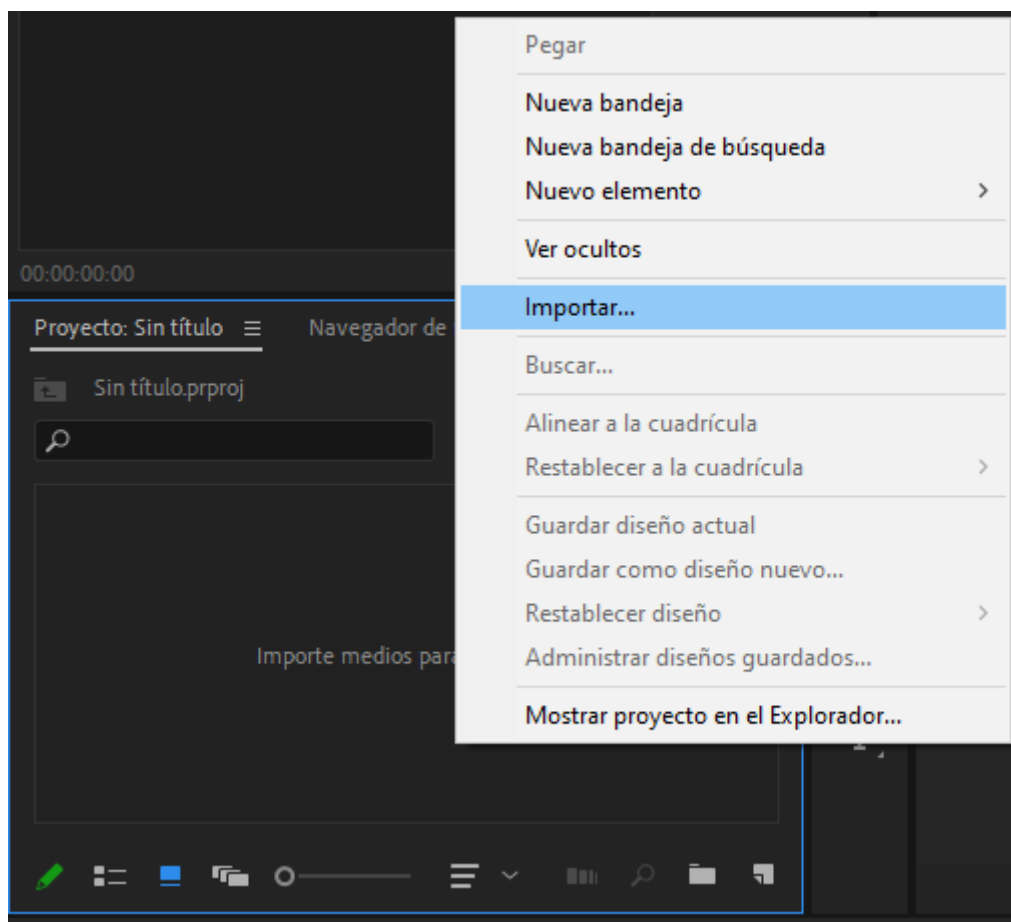 Pegar
Nueva bandeja
Nueva bandeja de búsqueda
Nuevo elemento
Ver ocultos
Importar...
Buscar...
Alinear a la cuadrícula
Restablecer a la cuadrícula
Guardar diseño actual
Guardar como diseño nuevo...
Restablecer diseño
Administrar diseños guardados...
Mostrar proyecto en el Explorador...
00:00:00:00
Proyecto: Sin título Navegador de
Sin título.prproj
Importe medios para